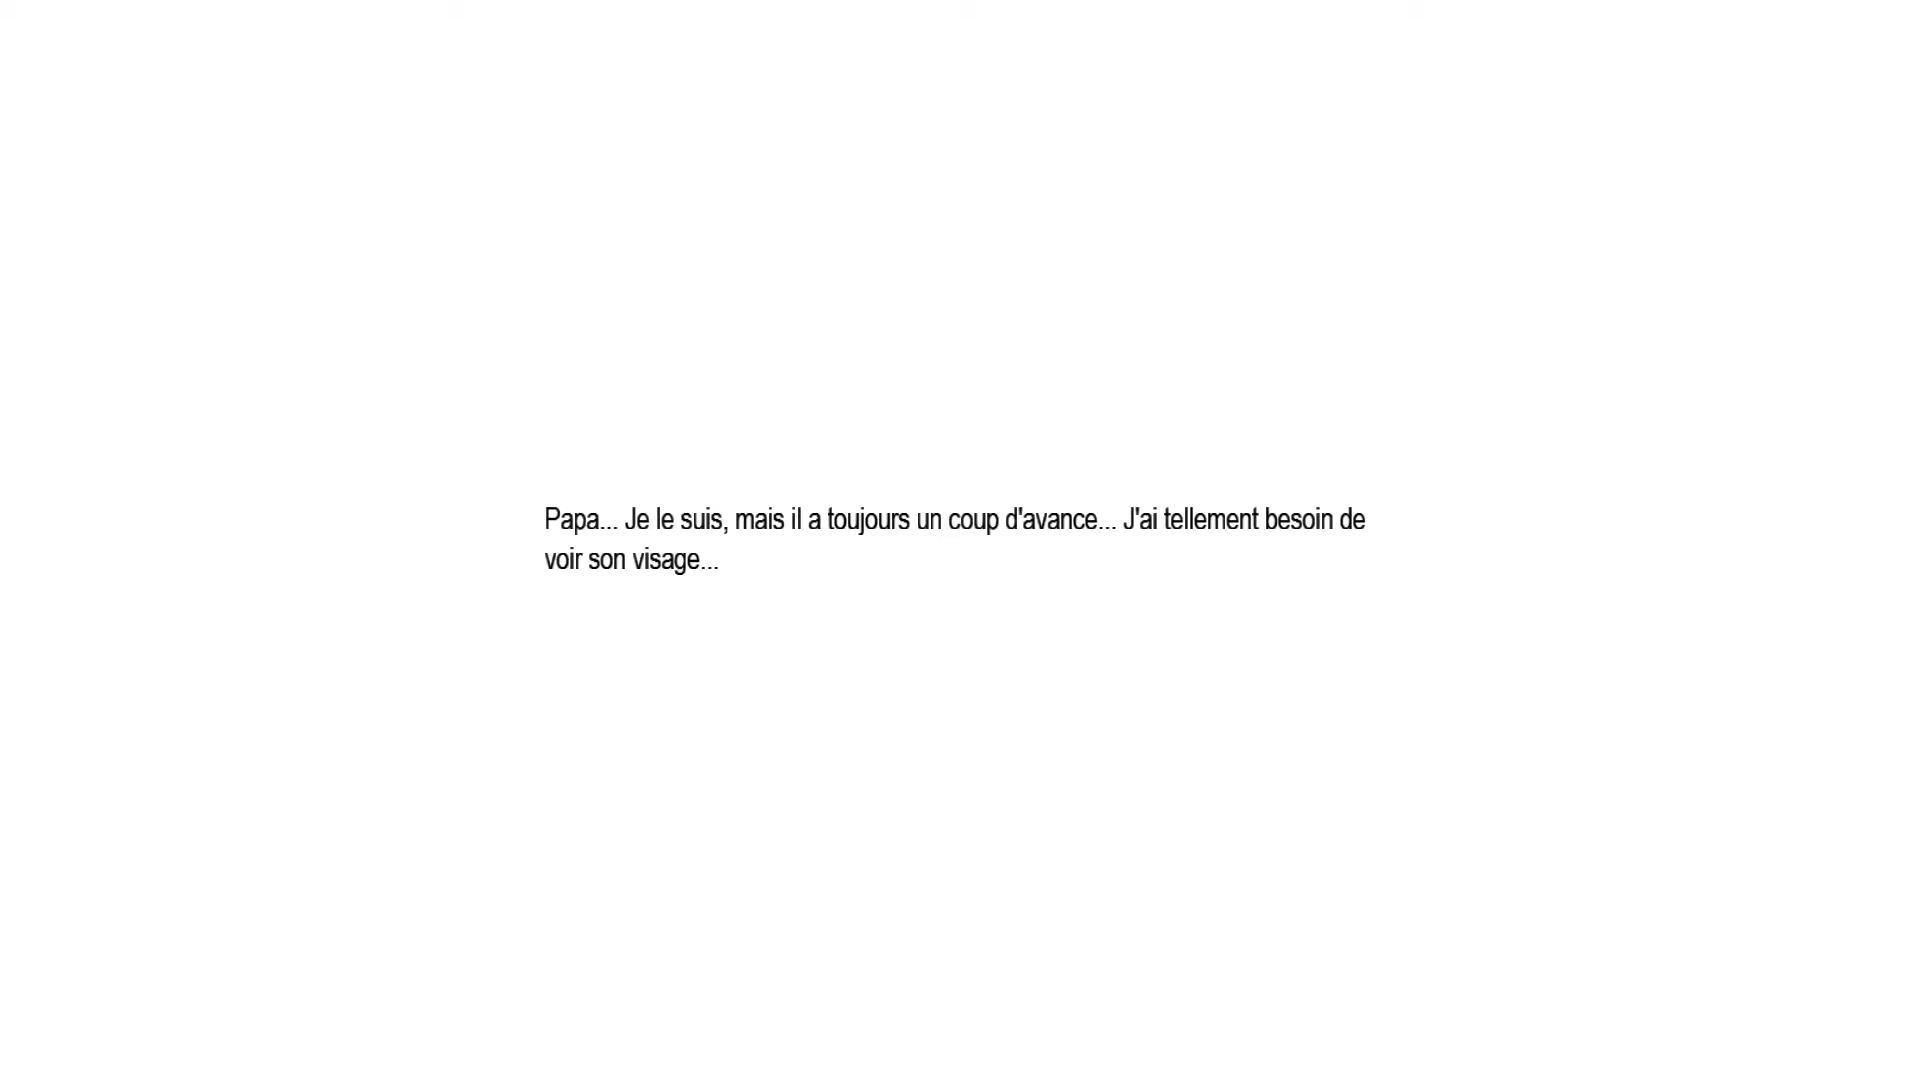 Papa... Je le suis, mais il a toujours un coup d'avance... J'ai tellement besoin de
voir son visage...